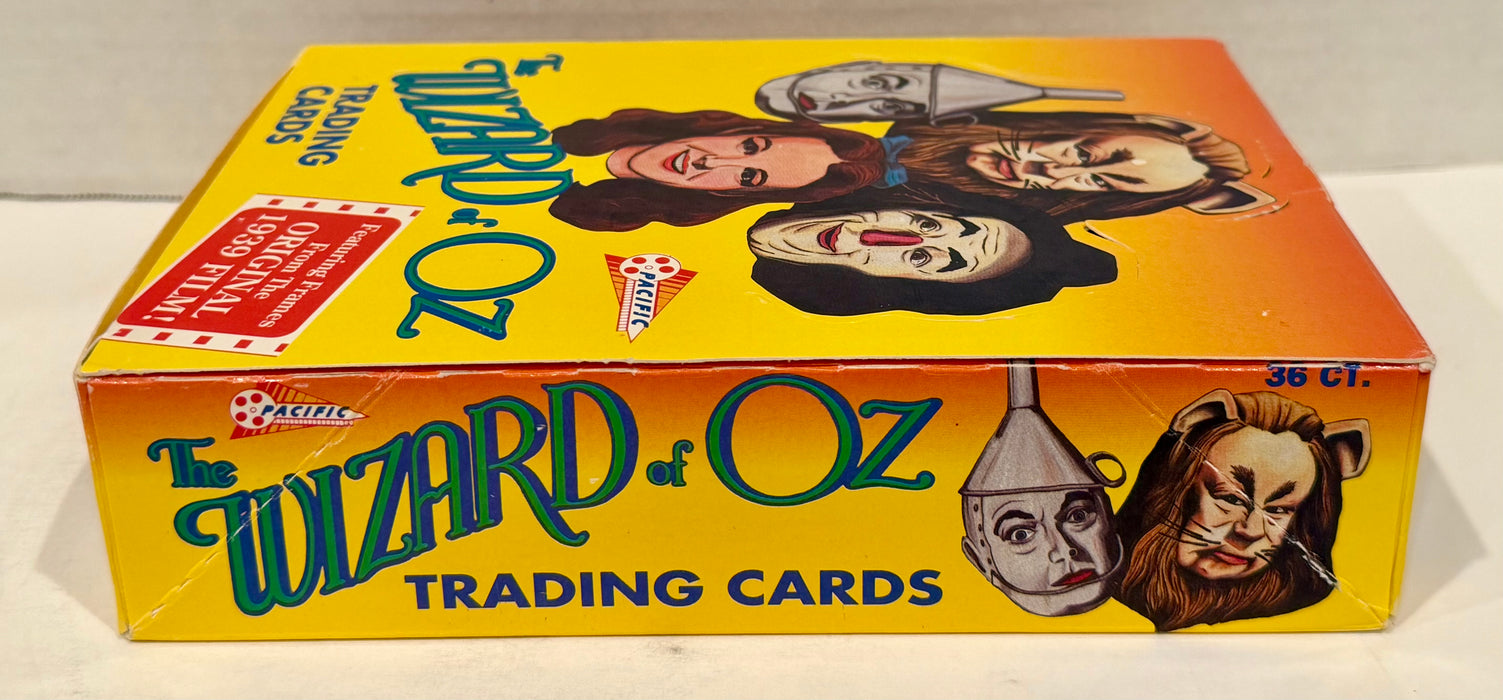 The
WIZARD of OZ
TRADING
CARDS
Featuring Frames
From The
ORIGINAL
1939 FILM!
PACIFIC
PACIFIC
36 CT.
The
WIZARD of OZ
TRADING CARDS